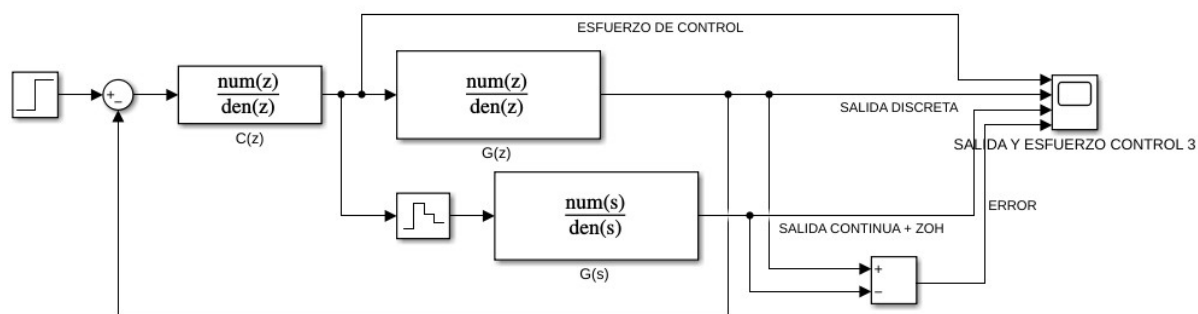 ESFUERZO DE CONTROL
num(z)
den(z)
C(z)
num(z)
den(z)
G(z)
SALIDA DISCRETA
SALIDA Y ESFUERZO CONTROL 3
num(s)
den(s)
G(s)
SALIDA CONTINUA + ZOH
ERROR